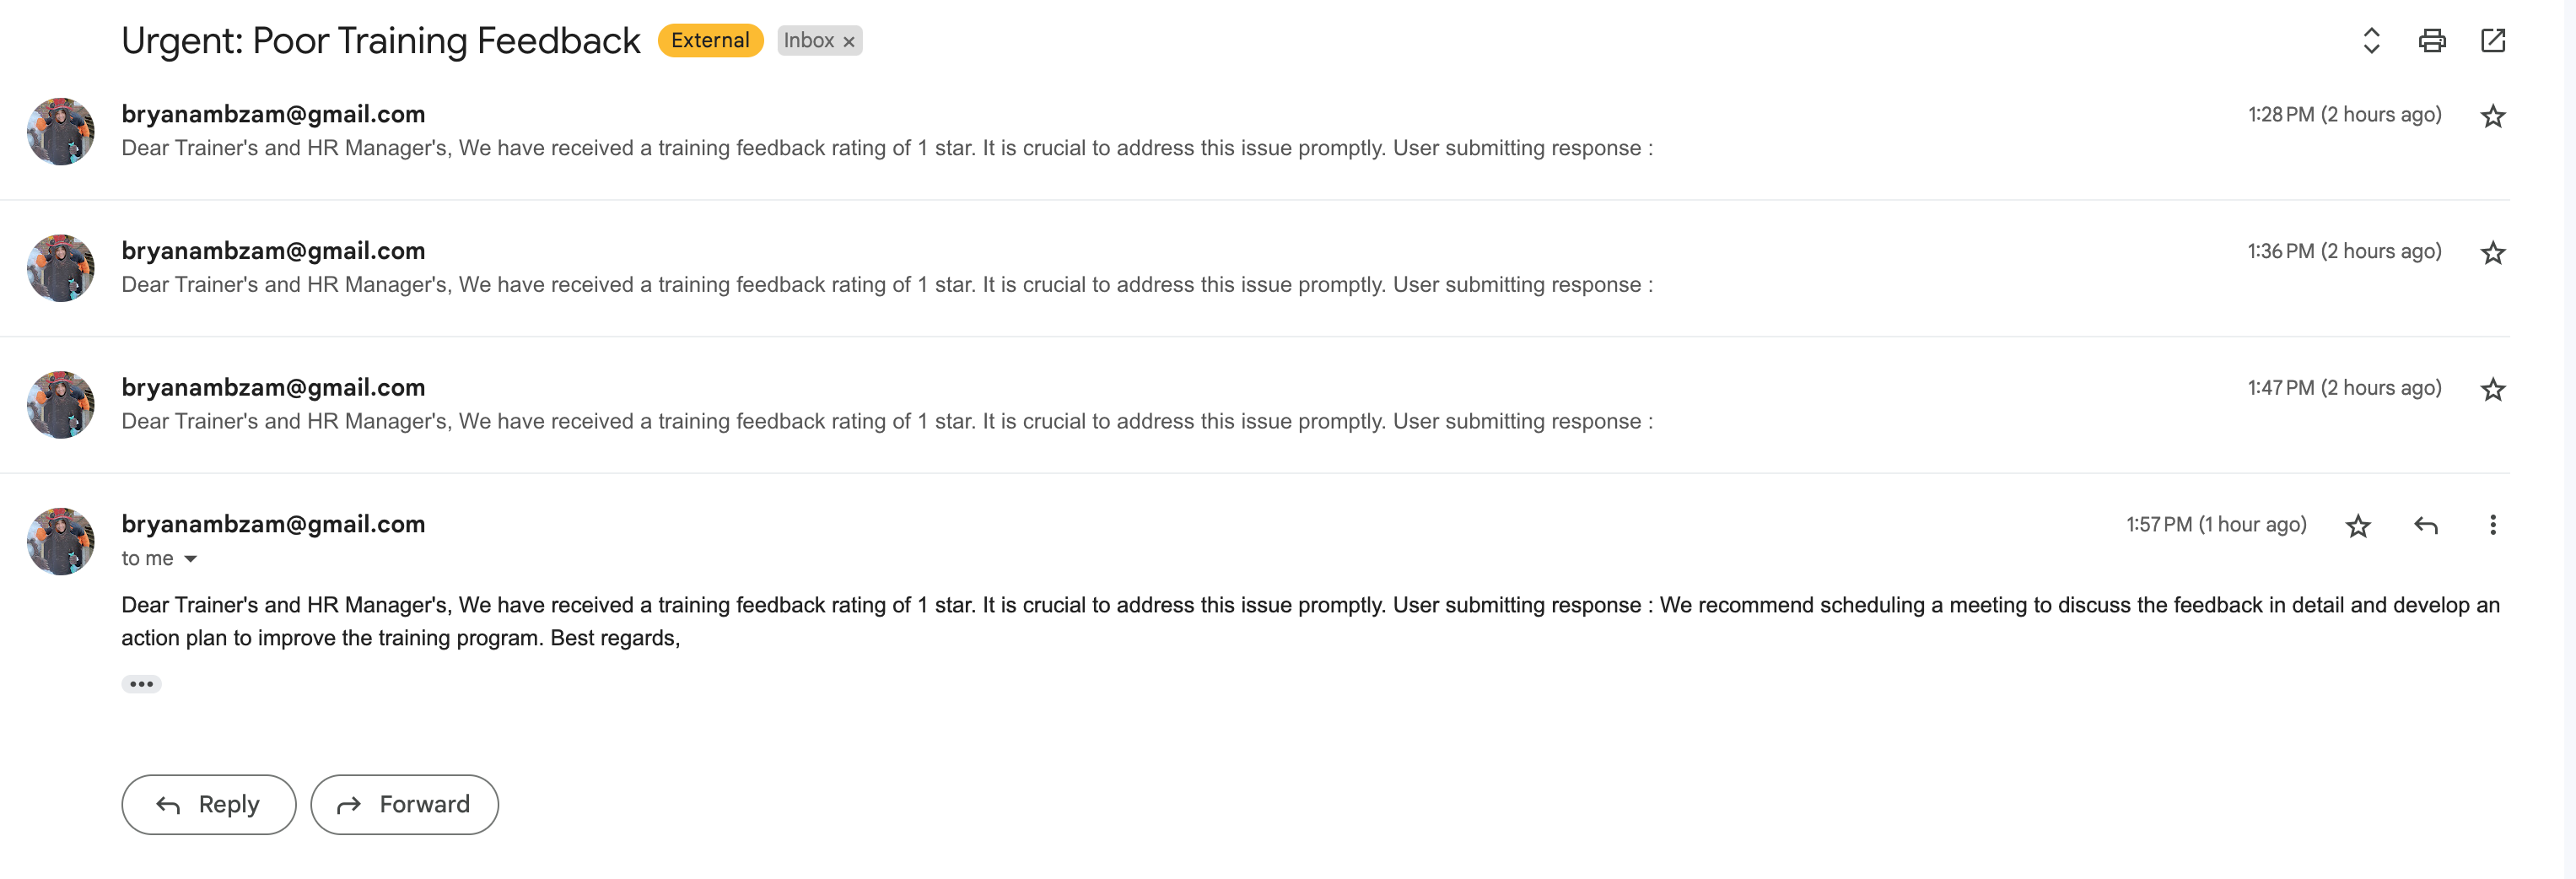 Urgent: Poor Training Feedback External Inbox ×
bryanambzam@gmail.com 1:28 PM (2 hours ago)
Dear Trainer's and HR Manager's, We have received a training feedback rating of 1 star. It is crucial to address this issue promptly. User submitting response :
bryanambzam@gmail.com 1:36 PM (2 hours ago)
Dear Trainer's and HR Manager's, We have received a training feedback rating of 1 star. It is crucial to address this issue promptly. User submitting response :
bryanambzam@gmail.com 1:47 PM (2 hours ago)
Dear Trainer's and HR Manager's, We have received a training feedback rating of 1 star. It is crucial to address this issue promptly. User submitting response :
bryanambzam@gmail.com 1:57 PM (1 hour ago)
to me
Dear Trainer's and HR Manager's, We have received a training feedback rating of 1 star. It is crucial to address this issue promptly. User submitting response : We recommend scheduling a meeting to discuss the feedback in detail and develop an
action plan to improve the training program. Best regards,
Reply Forward